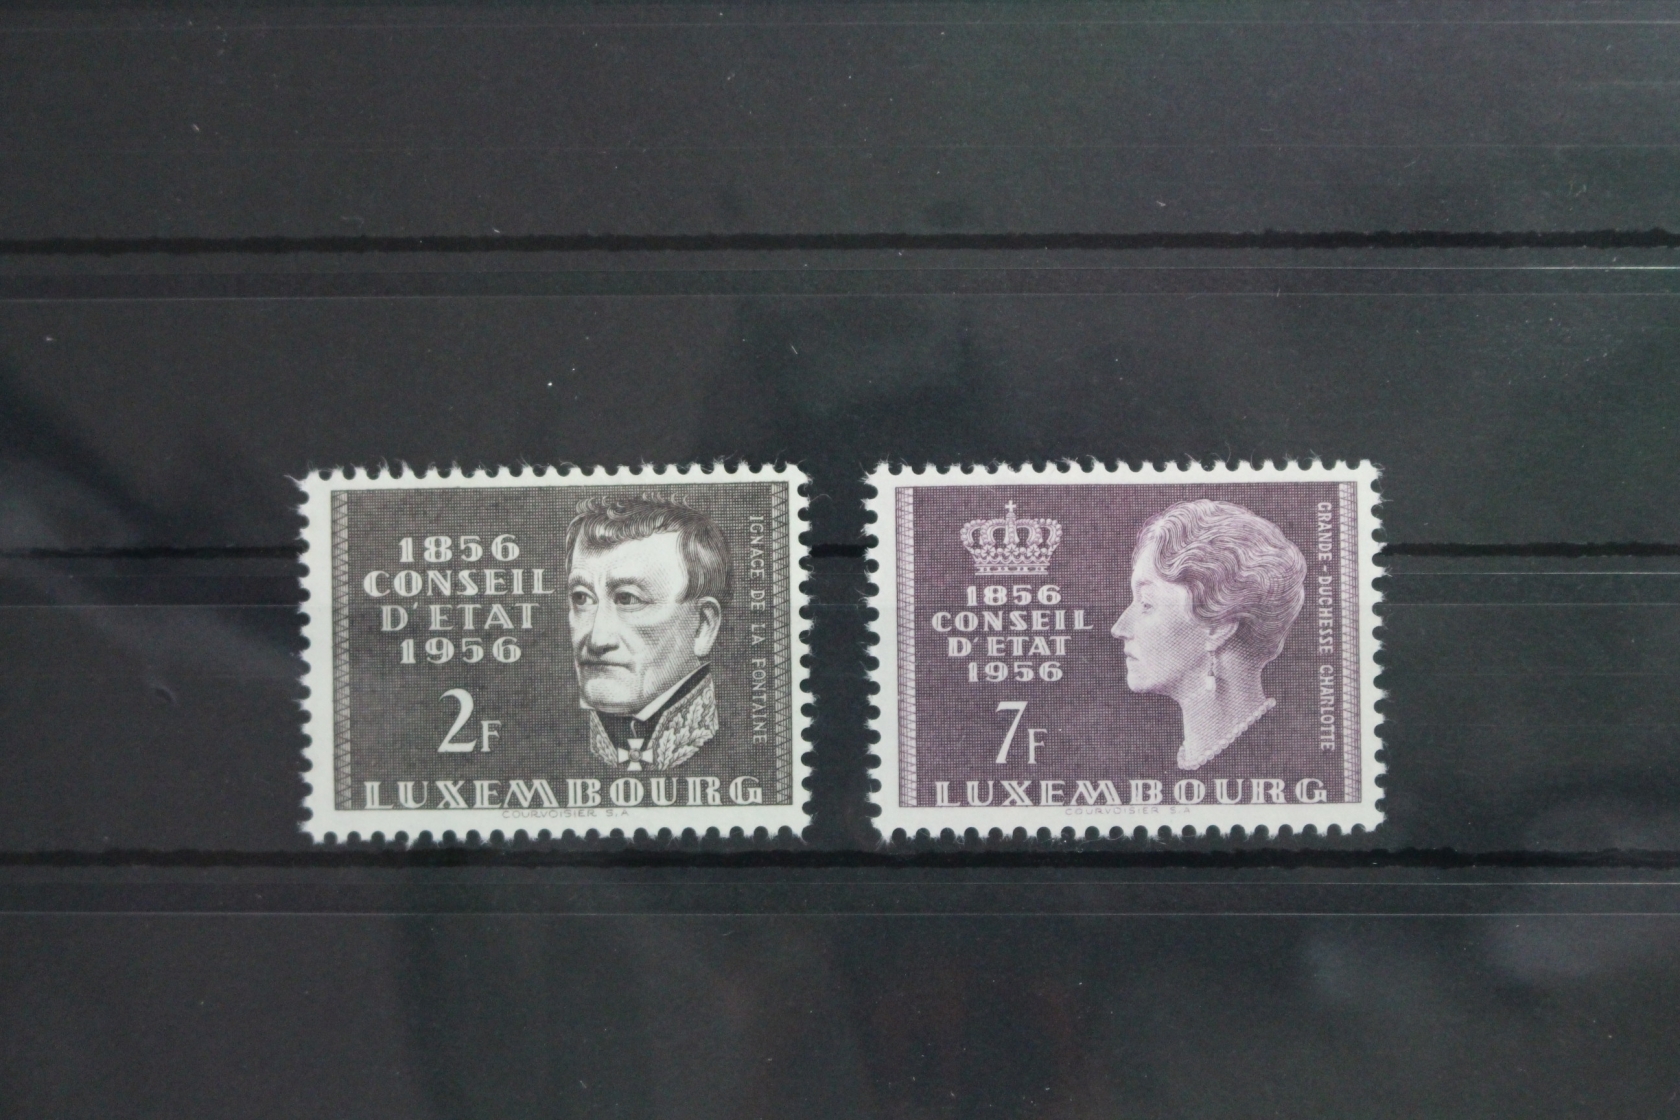 1856
CONSEIL
D'ETAT
1956
2F
IGNACE DE LA FONTAINE
LUXEMBOURG
COURVOISIER S.A
1856
CONSEIL
D'ETAT
1956
7F
GRANDE-DUCHESSE CHARLOTTE
LUXEMBOURG
COURVOISIER S.A